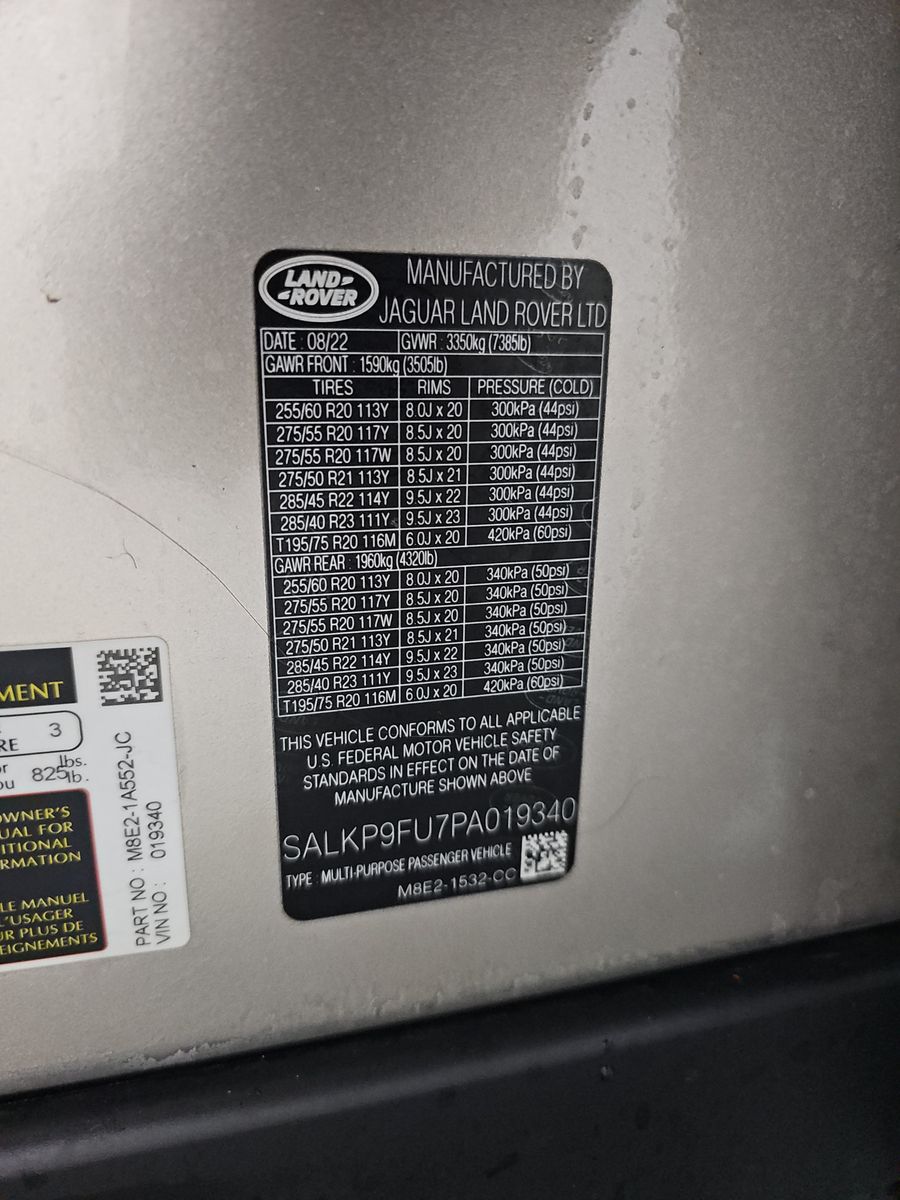 LAND
ROVER
MANUFACTURED BY
JAGUAR LAND ROVER LTD
DATE : 08/22 GVWR : 3350kg (7385lb)
GAWR FRONT : 1590kg (3505lb)
TIRES RIMS PRESSURE (COLD)
255/60 R20 113Y 8.0J x 20 300kPa (44psi)
275/55 R20 117Y 8.5J x 20 300kPa (44psi)
275/55 R20 117W 8.5J x 20 300kPa (44psi)
275/50 R21 113Y 8.5J x 21 300kPa (44psi)
285/45 R22 114Y 9.5J x 22 300kPa (44psi)
285/40 R23 111Y 9.5J x 23 300kPa (44psi)
T195/75 R20 116M 6.0J x 20 420kPa (60psi)
GAWR REAR : 1960kg (4320lb)
255/60 R20 113Y 8.0J x 20 340kPa (50psi)
275/55 R20 117Y 8.5J x 20 340kPa (50psi)
275/55 R20 117W 8.5J x 20 340kPa (50psi)
275/50 R21 113Y 8.5J x 21 340kPa (50psi)
285/45 R22 114Y 9.5J x 22 340kPa (50psi)
285/40 R23 111Y 9.5J x 23 340kPa (50psi)
T195/75 R20 116M 6.0J x 20 420kPa (60psi)
THIS VEHICLE CONFORMS TO ALL APPLICABLE
U.S. FEDERAL MOTOR VEHICLE SAFETY
STANDARDS IN EFFECT ON THE DATE OF
MANUFACTURE SHOWN ABOVE
SALKP9FU7PA019340
TYPE : MULTI-PURPOSE PASSENGER VEHICLE
M8E2-1532-CC
MENT
RE 3
or lbs.
ou 825 lb.
OWNER'S
UAL FOR
ITIONAL
RMATION
LE MANUEL
L'USAGER
UR PLUS DE
EIGNEMENTS
PART NO : M8E2-1A552-JC
VIN NO : 019340